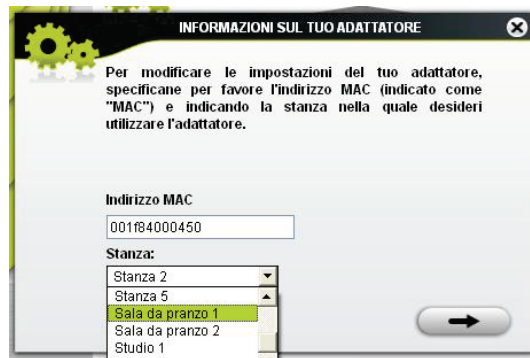 INFORMAZIONI SUL TUO ADATTATORE
Per modificare le impostazioni del tuo adattatore,
specificane per favore l'indirizzo MAC (indicato come
"MAC") e indicando la stanza nella quale desideri
utilizzare l'adattatore.
Indirizzo MAC
001f84000450
Stanza:
Stanza 2
Stanza 5
Sala da pranzo 1
Sala da pranzo 2
Studio 1